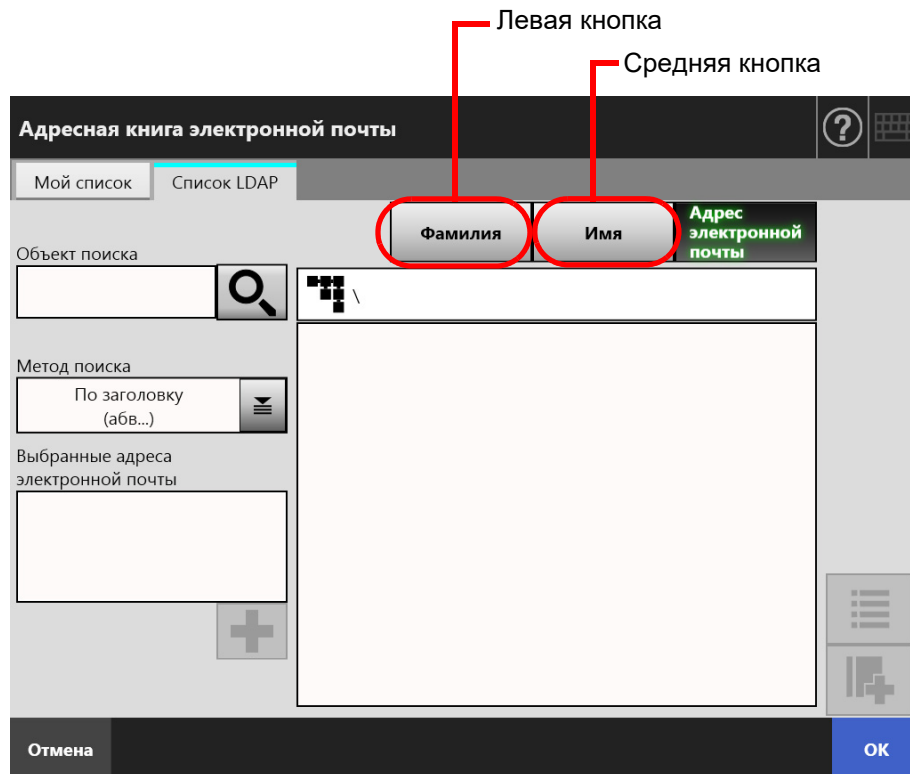 Левая кнопка
Средняя кнопка
Адресная книга электронной почты
?
Мой список
Список LDAP
Фамилия
Имя
Адрес
электронной
почты
Объект поиска
\
Метод поиска
По заголовку
(абв...)
Выбранные адреса
электронной почты
Отмена
ОК